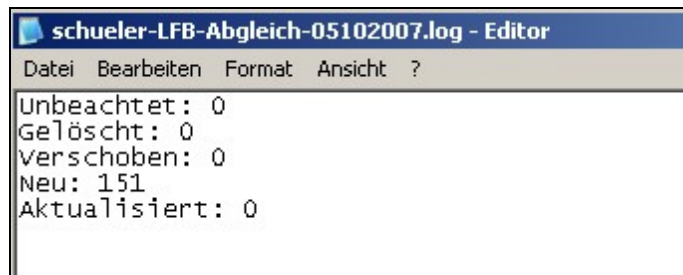 schueler-LFB-Abgleich-05102007.log - Editor
Datei Bearbeiten Format Ansicht ?
Unbeachtet: 0
Gelöscht: 0
Verschoben: 0
Neu: 151
Aktualisiert: 0